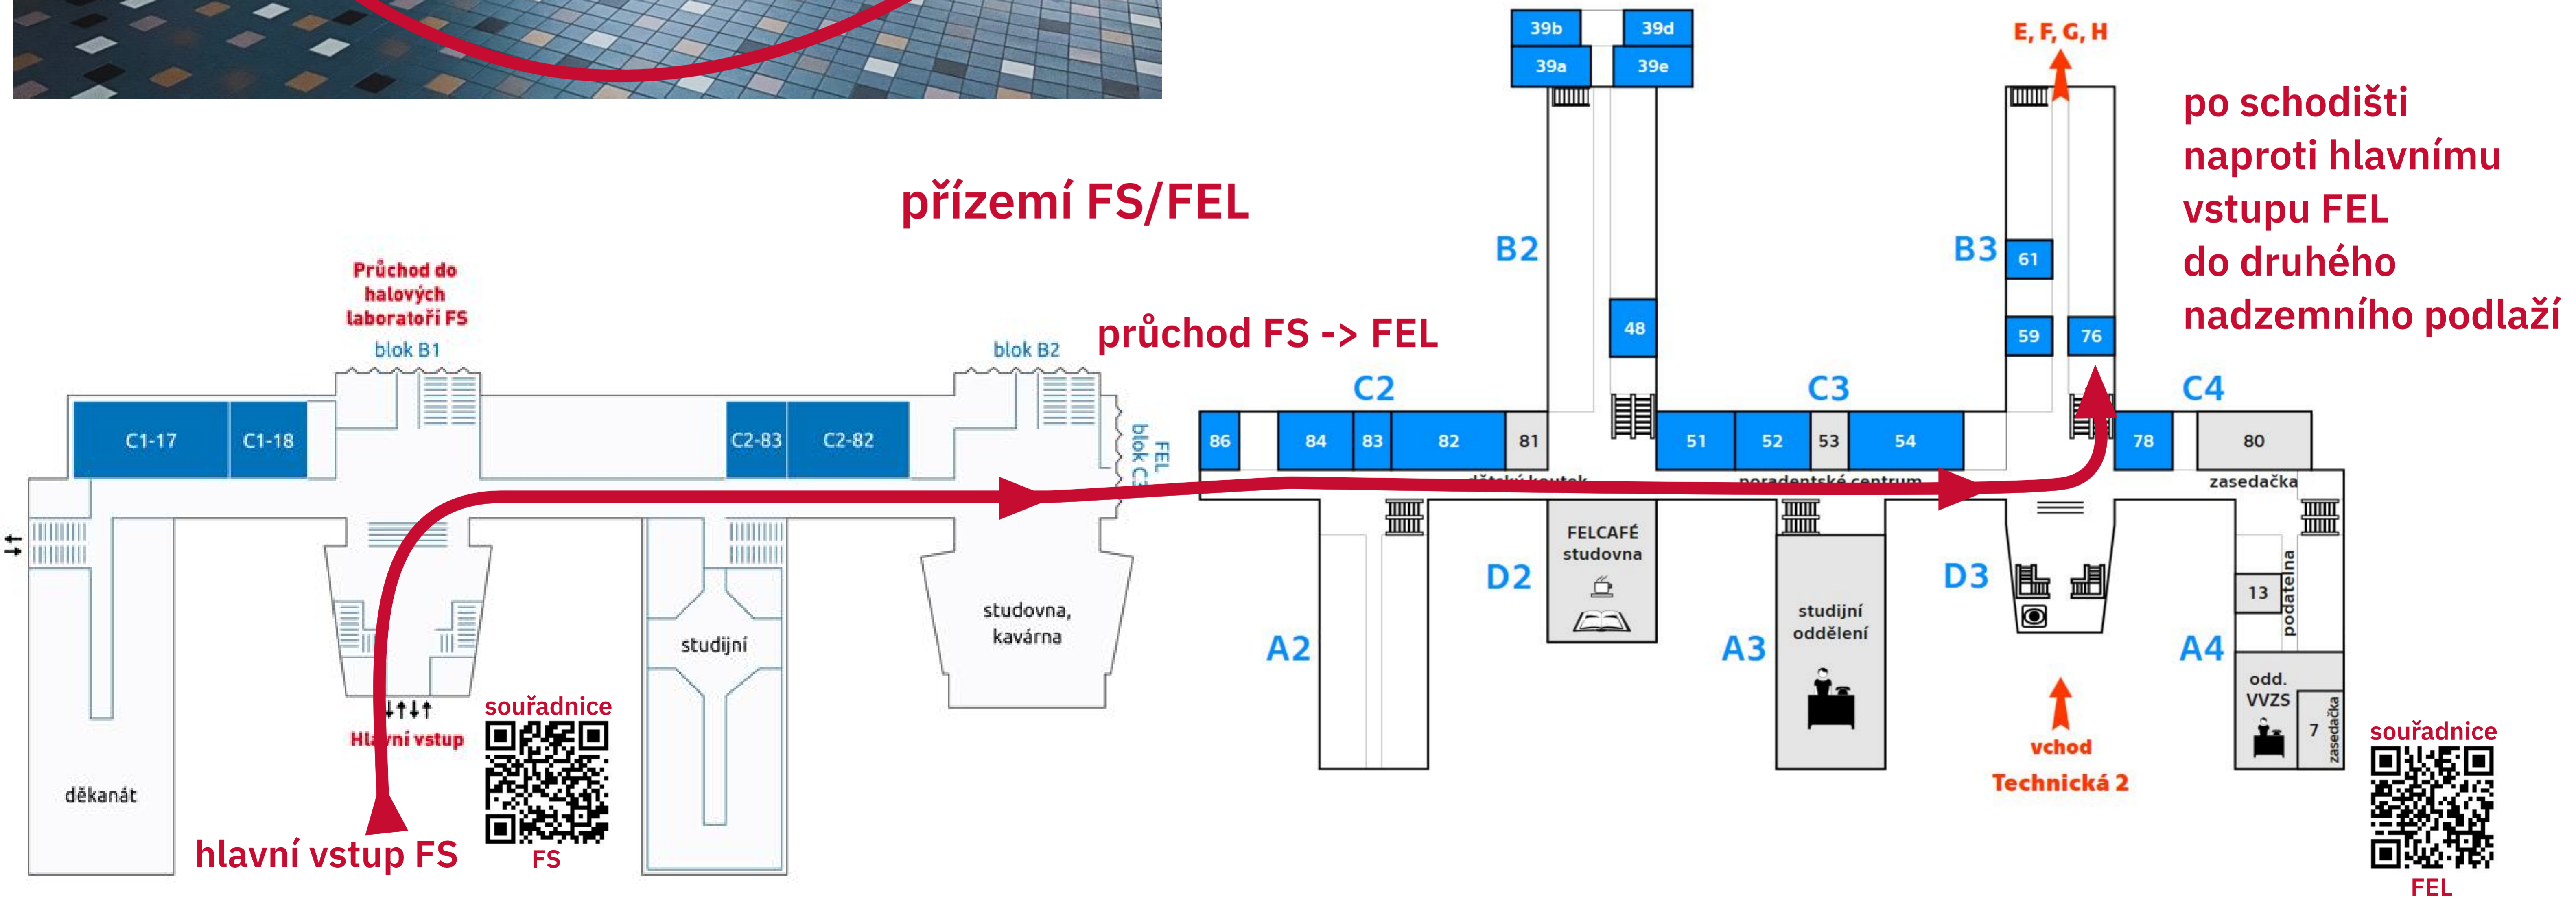 39b
39d
39a
39e
E, F, G, H
po schodišti
naproti hlavnímu
vstupu FEL
do druhého
nadzemního podlaží
přízemí FS/FEL
B2
B3
61
Průchod do
halových
laboratoří FS
blok B1
blok B2
průchod FS -> FEL
48
59
76
C2
C3
C4
C1-17
C1-18
C2-83
C2-82
FEL
blok C3
86
84
83
82
81
51
52
53
54
78
80
dětský koutek
poradentské centrum
zasedačka
FELCAFÉ
studovna
D2
D3
studovna,
kavárna
studijní
studijní
oddělení
13
podatelna
A2
A3
A4
odd.
VVZS
7
zasedačka
souřadnice
Hlavní vstup
FS
děkanát
hlavní vstup FS
vchod
Technická 2
souřadnice
FEL